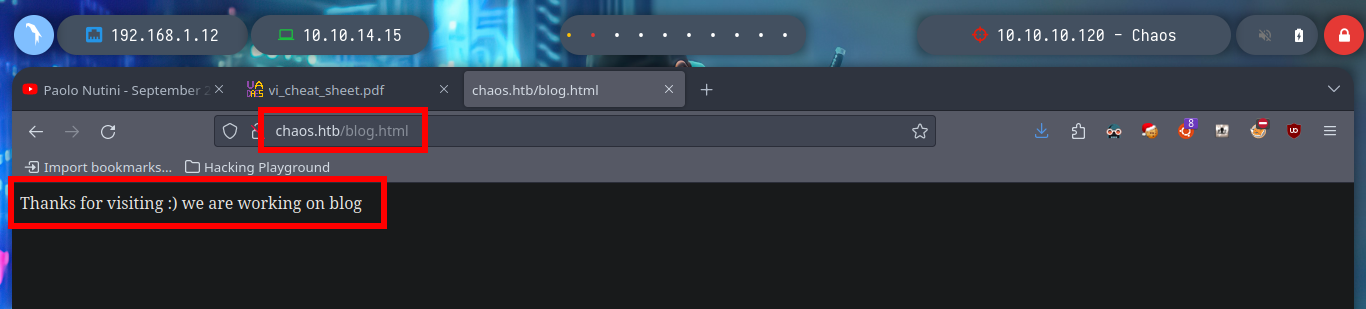 192.168.1.12 10.10.14.15 10.10.10.120 - Chaos
Paolo Nutini - September 2 vi_cheat_sheet.pdf chaos.htb/blog.html
chaos.htb/blog.html 8
Import bookmarks... Hacking Playground
Thanks for visiting :) we are working on blog